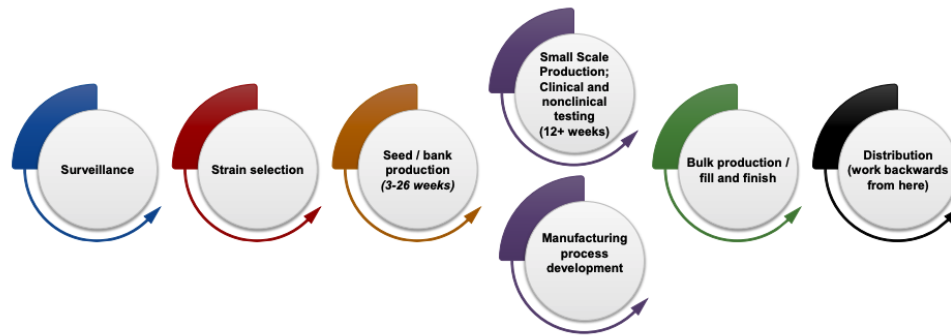 Surveillance
Strain selection
Seed / bank
production
(3-26 weeks)
Small Scale
Production;
Clinical and
nonclinical
testing
(12+ weeks)
Manufacturing
process
development
Bulk production /
fill and finish
Distribution
(work backwards
from here)